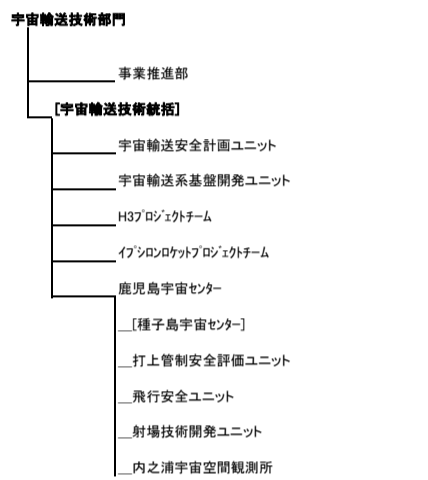 宇宙輸送技術部門
事業推進部
[宇宙輸送技術統括]
宇宙輸送安全計画ユニット
宇宙輸送系基盤開発ユニット
H3ﾌﾟﾛｼﾞｪｸﾄﾁｰﾑ
ｲﾌﾟｼﾛﾝﾛｹｯﾄﾌﾟﾛｼﾞｪｸﾄﾁｰﾑ
鹿児島宇宙ｾﾝﾀｰ
__[種子島宇宙ｾﾝﾀｰ]
__打上管制安全評価ユニット
__飛行安全ユニット
__射場技術開発ユニット
__内之浦宇宙空間観測所